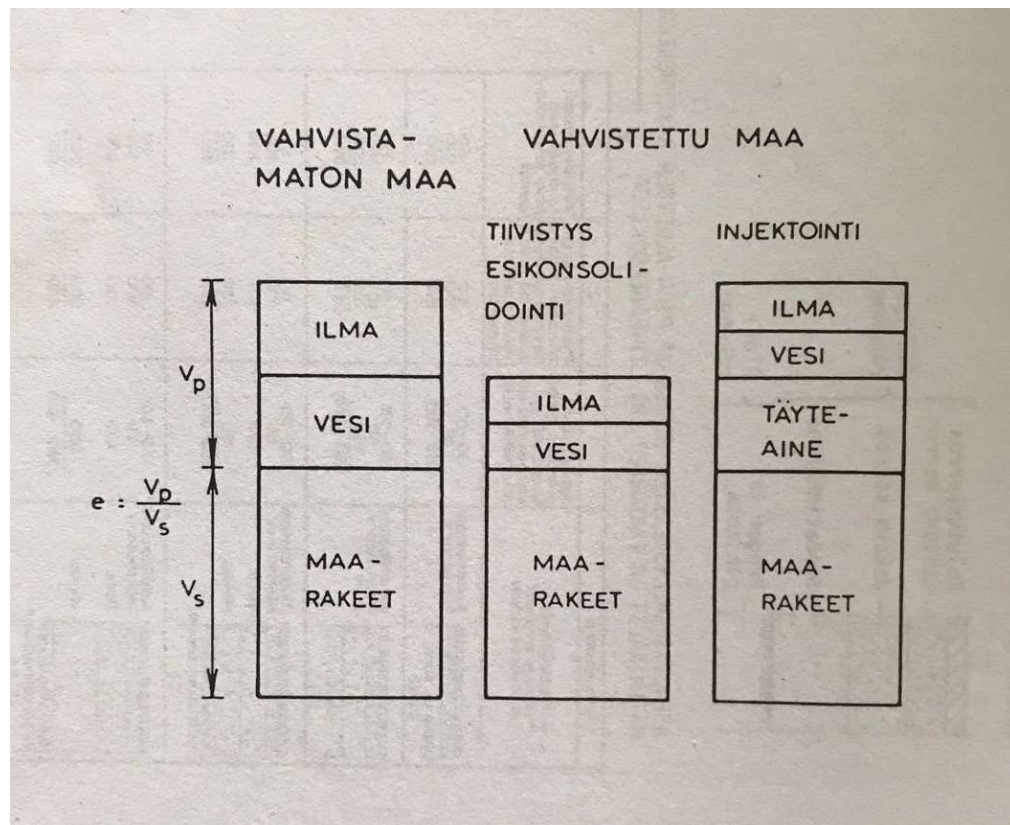 VAHVISTA-
MATON MAA
VAHVISTETTU MAA
TIIVISTYS
ESIKONSOLI-
DOINTI
INJEKTOINTI
Vp
e = Vp
Vs
Vs
ILMA
VESI
MAA-
RAKEET
ILMA
VESI
MAA-
RAKEET
ILMA
VESI
TÄYTE-
AINE
MAA-
RAKEET